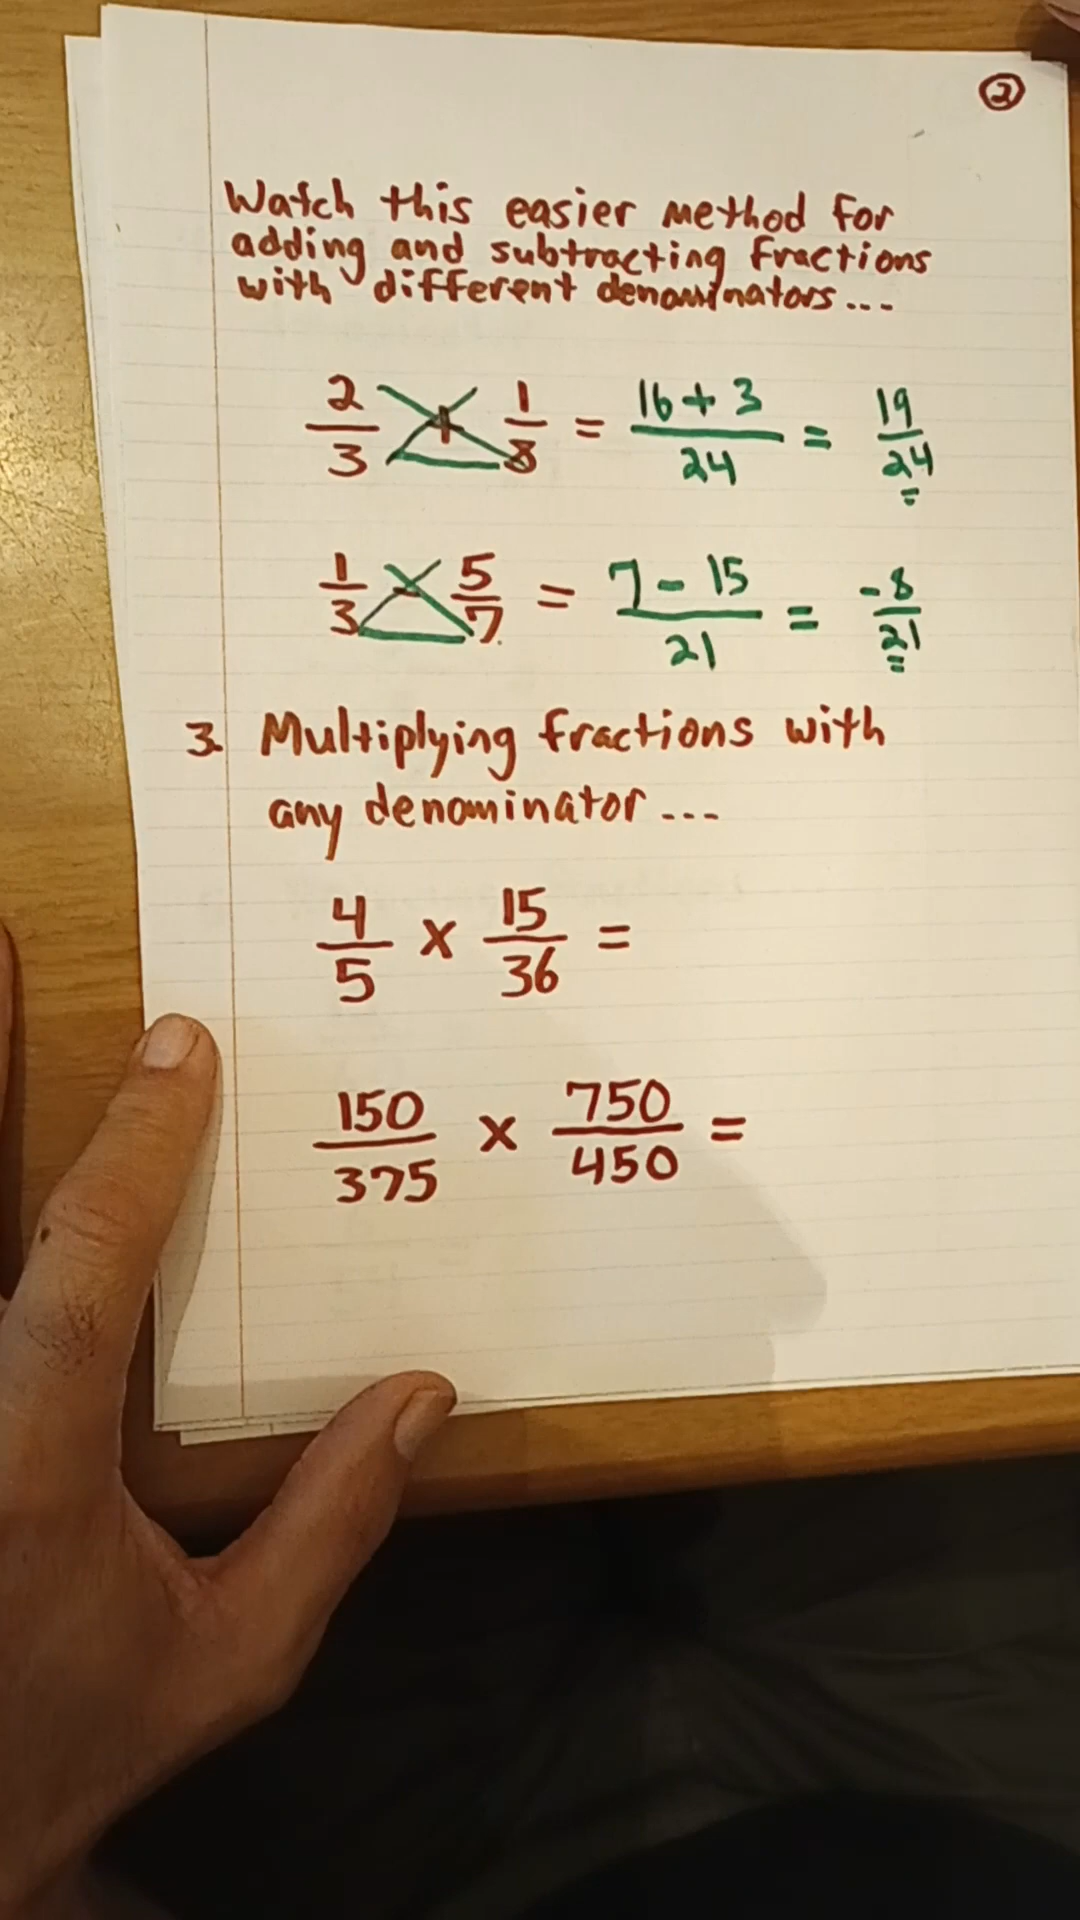 2
Watch this easier method for
adding and subtracting fractions
with different denominators...
2/3 + 1/8 = 16 + 3/24 = 19/24
1/3 - 5/7 = 7 - 15/21 = -8/21
3. Multiplying fractions with
any denominator...
4/5 x 15/36 =
150/375 x 750/450 =